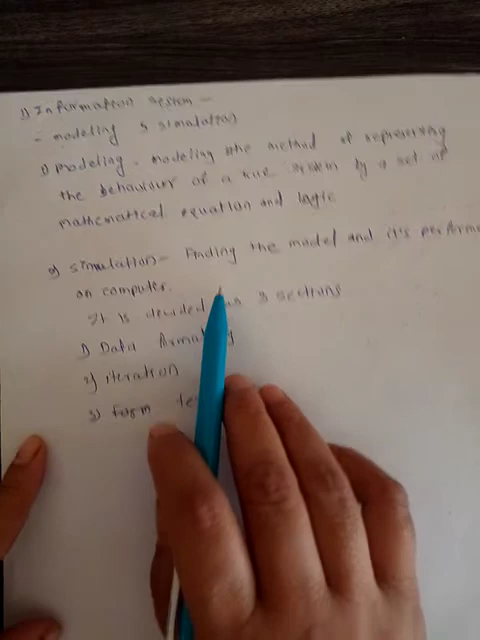 1) Information system -
- modeling & simulation
1) modeling - modeling the method of representing
the behaviour of a real system by a set of
mathematical equation and logic
2) simulation - Finding the model and it's perform
on computer.
It is devided 3 sections
1) Data
2) iteration
3) form